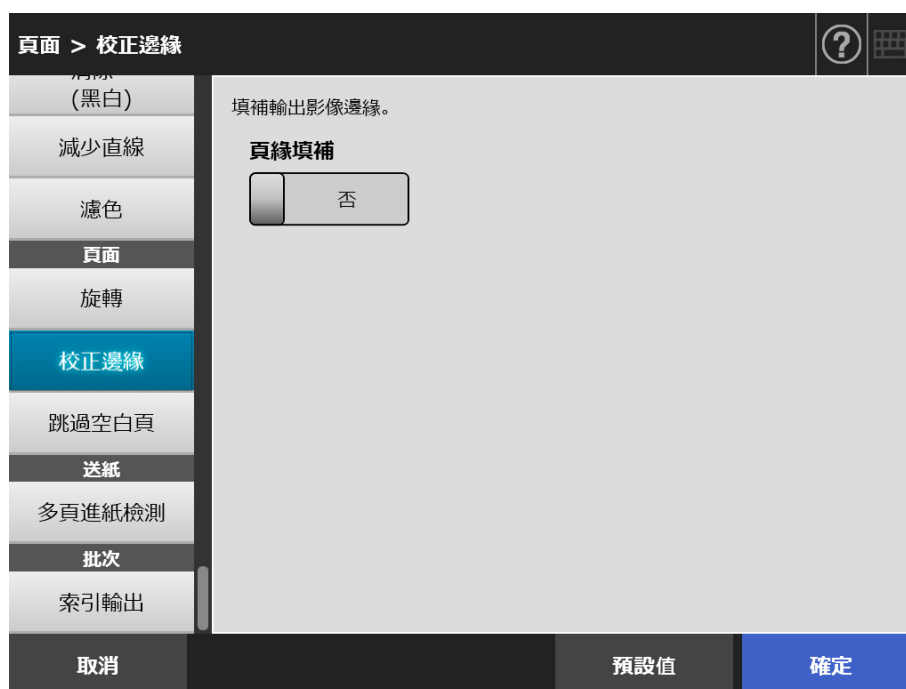 頁面 > 校正邊緣
?
(黑白)
減少直線
濾色
頁面
旋轉
校正邊緣
跳過空白頁
送紙
多頁進紙檢測
批次
索引輸出
填補輸出影像邊緣。
頁緣填補
否
取消
預設值
確定